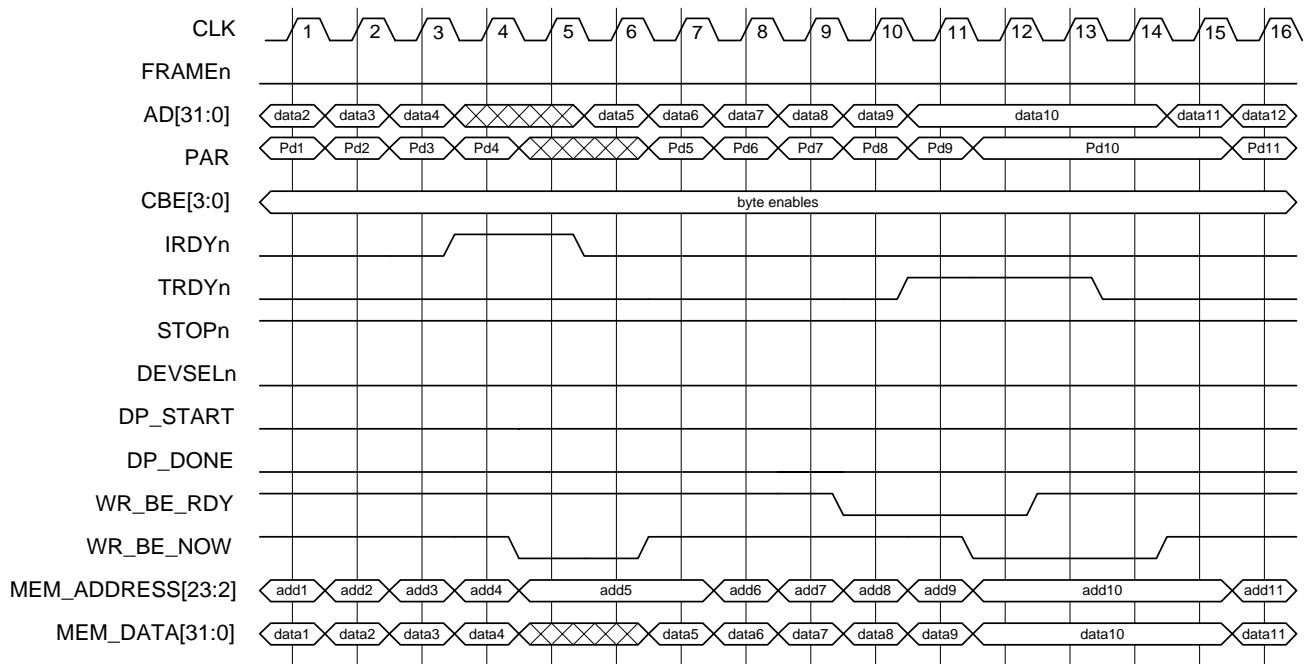 CLK 1 2 3 4 5 6 7 8 9 10 11 12 13 14 15 16
FRAMEn
AD[31:0] data2 data3 data4 data5 data6 data7 data8 data9 data10 data11 data12
PAR Pd1 Pd2 Pd3 Pd4 Pd5 Pd6 Pd7 Pd8 Pd9 Pd10 Pd11
CBE[3:0] byte enables
IRDYn
TRDYn
STOPn
DEVSELn
DP_START
DP_DONE
WR_BE_RDY
WR_BE_NOW
MEM_ADDRESS[23:2] add1 add2 add3 add4 add5 add6 add7 add8 add9 add10 add11
MEM_DATA[31:0] data1 data2 data3 data4 data5 data6 data7 data8 data9 data10 data11